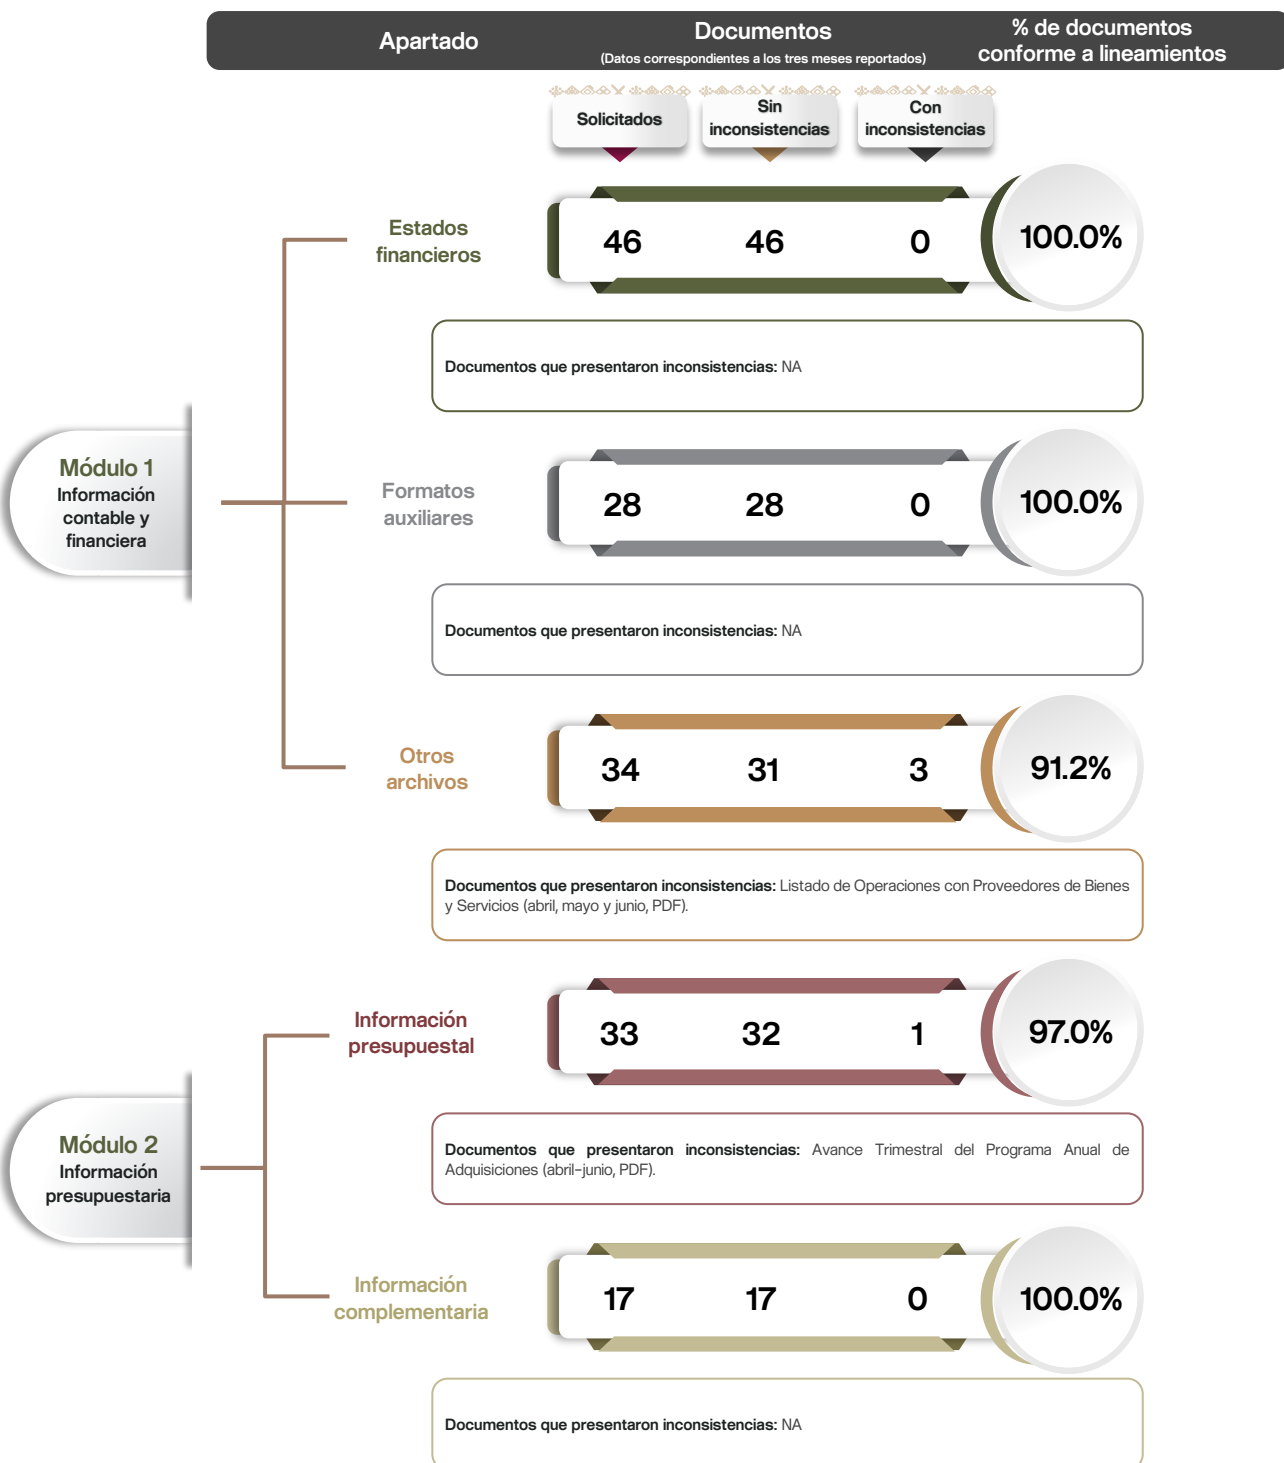 Apartado
Documentos
(Datos correspondientes a los tres meses reportados)
% de documentos
conforme a lineamientos
Solicitados
Sin
inconsistencias
Con
inconsistencias
Módulo 1
Información
contable y
financiera
Estados
financieros
46 46 0 100.0%
Documentos que presentaron inconsistencias: NA
Formatos
auxiliares
28 28 0 100.0%
Documentos que presentaron inconsistencias: NA
Otros
archivos
34 31 3 91.2%
Documentos que presentaron inconsistencias: Listado de Operaciones con Proveedores de Bienes
y Servicios (abril, mayo y junio, PDF).
Módulo 2
Información
presupuestaria
Información
presupuestal
33 32 1 97.0%
Documentos que presentaron inconsistencias: Avance Trimestral del Programa Anual de
Adquisiciones (abril-junio, PDF).
Información
complementaria
17 17 0 100.0%
Documentos que presentaron inconsistencias: NA